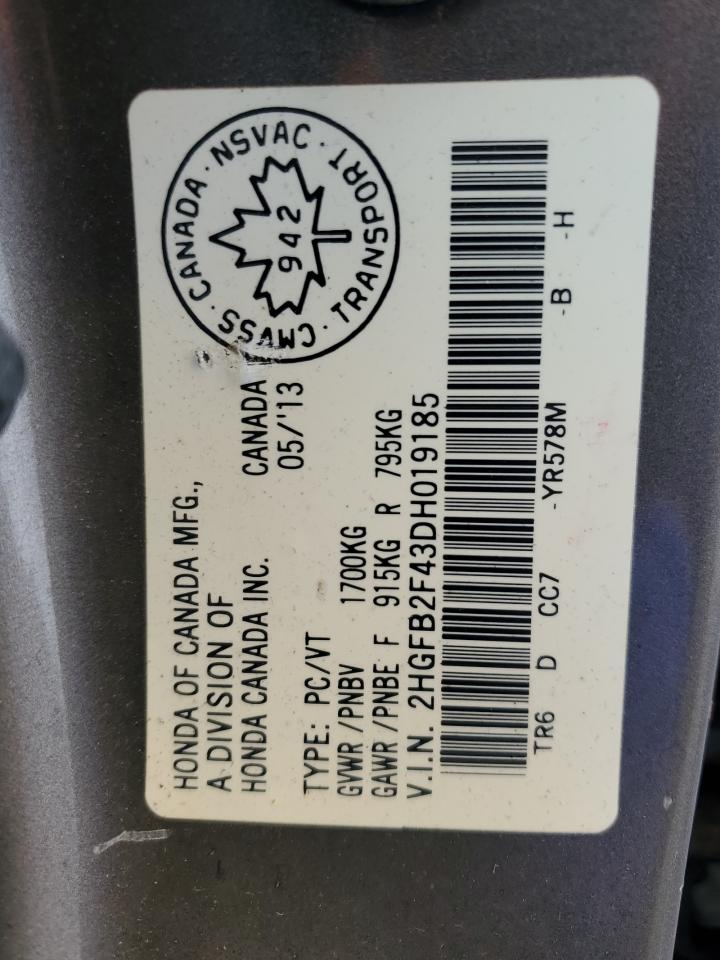 HONDA OF CANADA MFG.,
A DIVISION OF
HONDA CANADA INC.
CANADA
05/'13
CANADA · NSVAC · TRANSPORT · CMVSS ·
942
TYPE: PC/VT
GVWR/PNBV 1700KG
GAWR/PNBE F 915KG R 795KG
V.I.N. 2HGFB2F43DH019185
TR6 D CC7 -YR578M -B -H